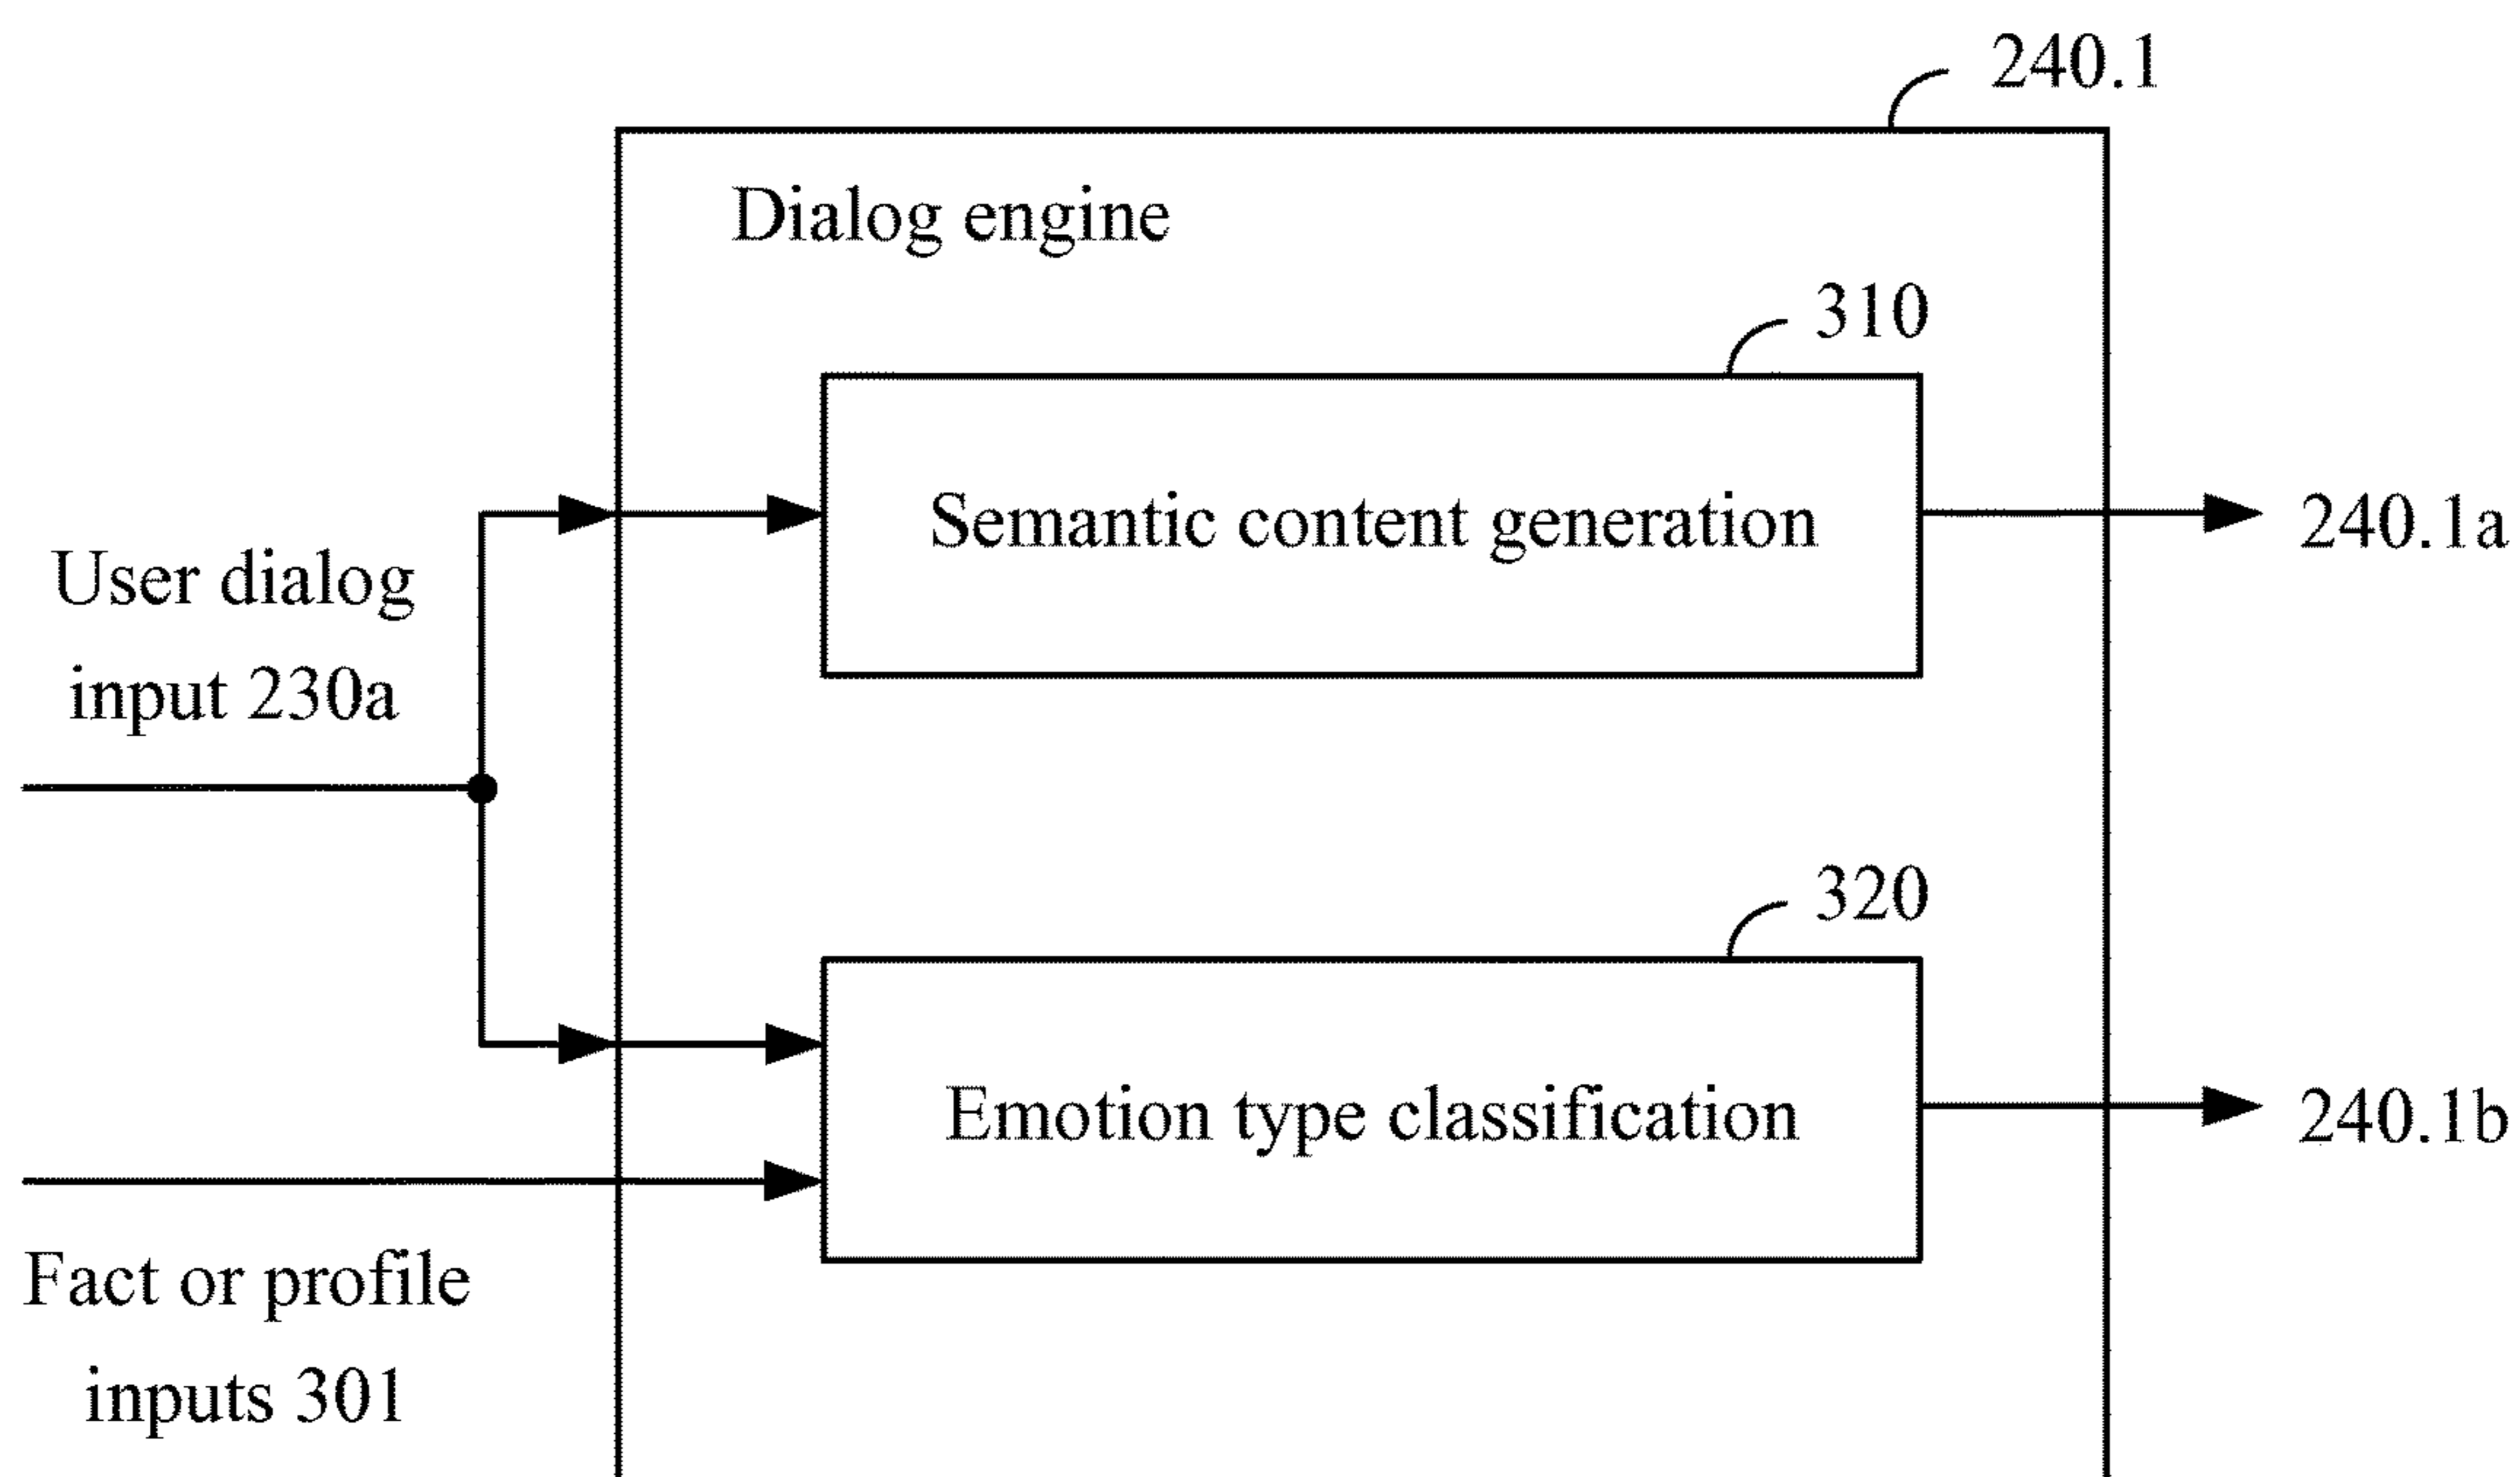 240.1
Dialog engine
310
Semantic content generation
240.1a
User dialog
input 230a
320
Emotion type classification
240.1b
Fact or profile
inputs 301